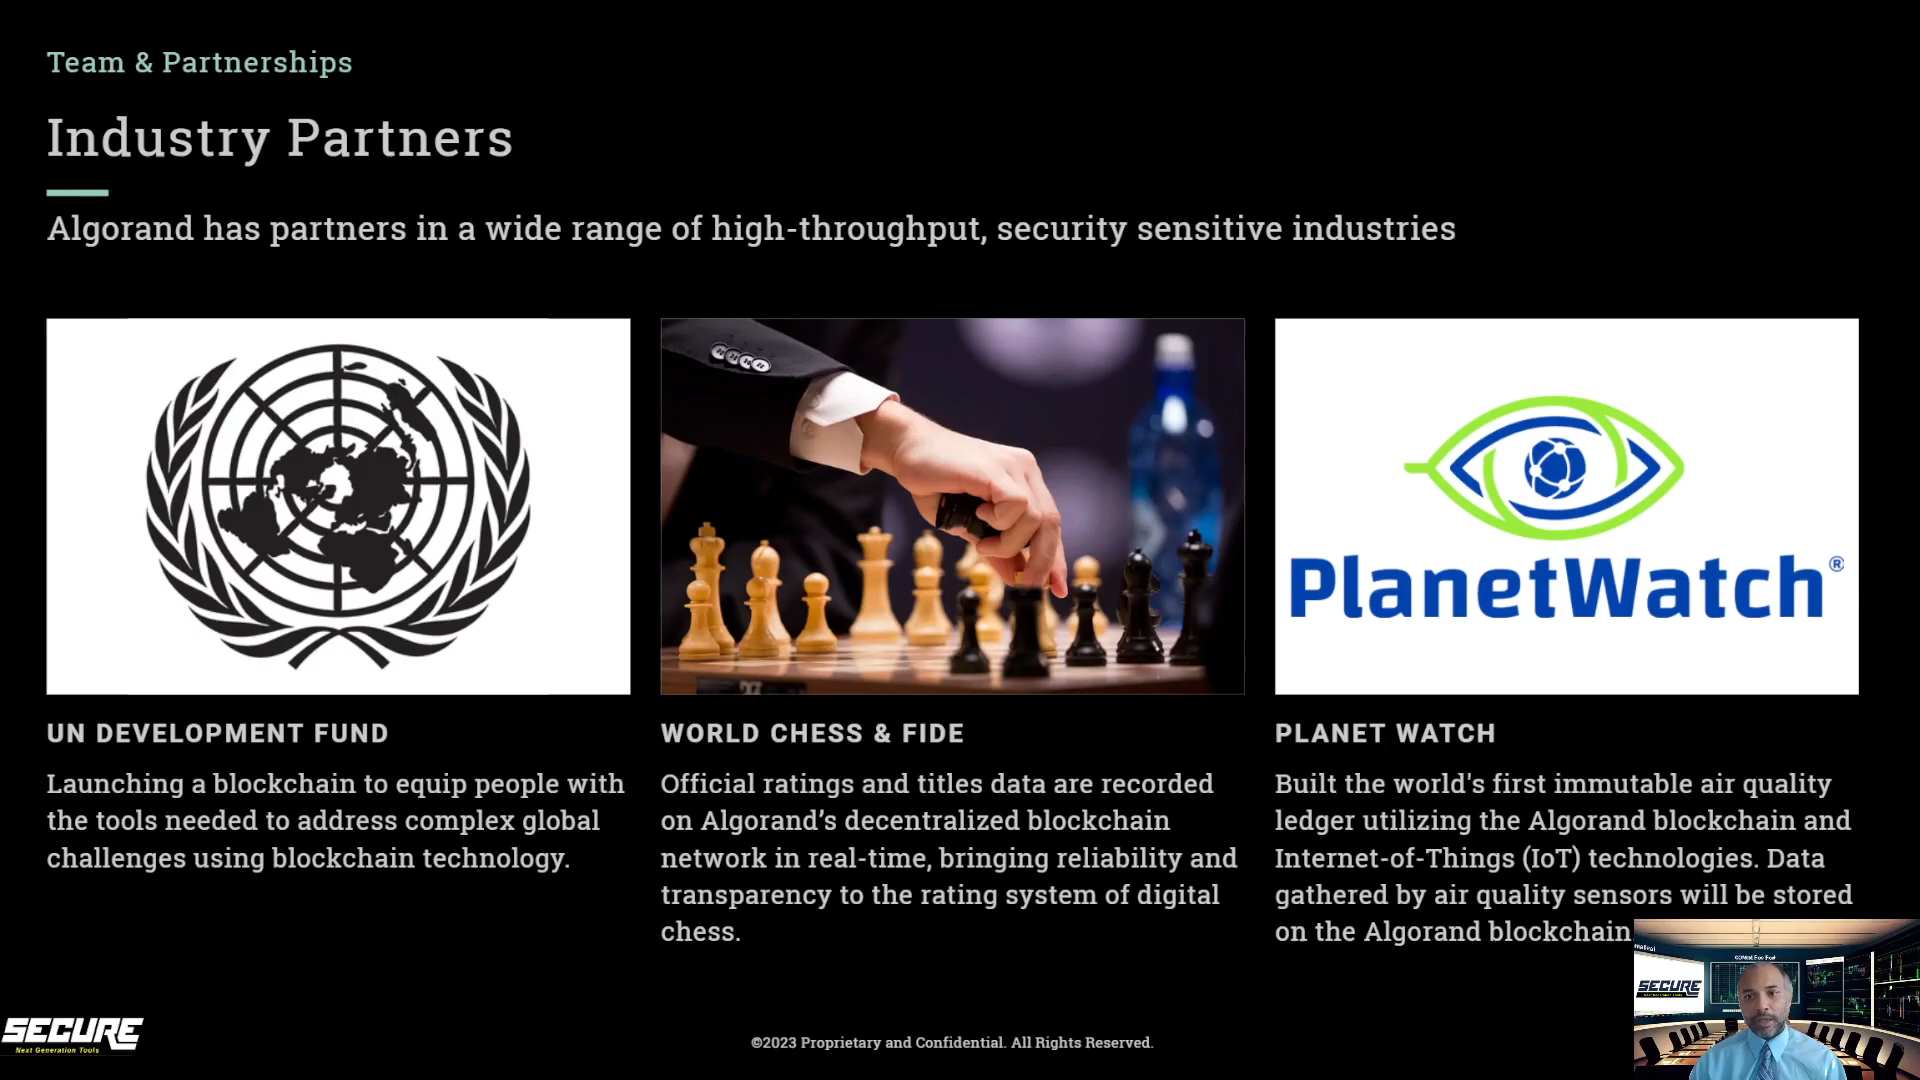 Team & Partnerships
Industry Partners
Algorand has partners in a wide range of high-throughput, security sensitive industries
PlanetWatch®
UN DEVELOPMENT FUND
Launching a blockchain to equip people with
the tools needed to address complex global
challenges using blockchain technology.
WORLD CHESS & FIDE
Official ratings and titles data are recorded
on Algorand’s decentralized blockchain
network in real-time, bringing reliability and
transparency to the rating system of digital
chess.
PLANET WATCH
Built the world's first immutable air quality
ledger utilizing the Algorand blockchain and
Internet-of-Things (IoT) technologies. Data
gathered by air quality sensors will be stored
on the Algorand blockchain
SECURE
Next Generation Tools
©2023 Proprietary and Confidential. All Rights Reserved.
SECURE
Next Generation Tools